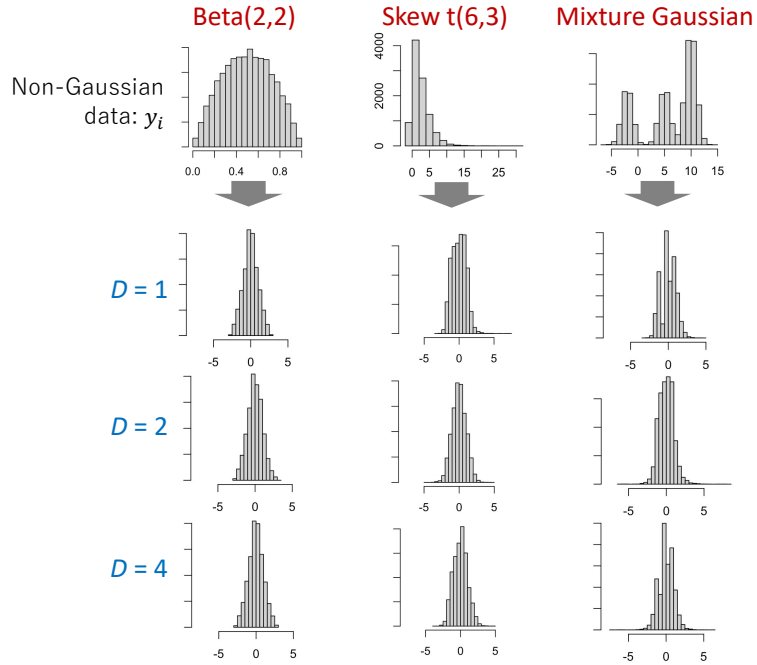 Beta(2,2) Skew t(6,3) Mixture Gaussian
Non-Gaussian
data: yᵢ
0 2000 4000
0.0 0.4 0.8
0 5 15 25
-5 0 5 10 15
D = 1
-5 0 5
-5 0 5
-5 0 5
D = 2
-5 0 5
-5 0 5
-5 0 5
D = 4
-5 0 5
-5 0 5
-5 0 5